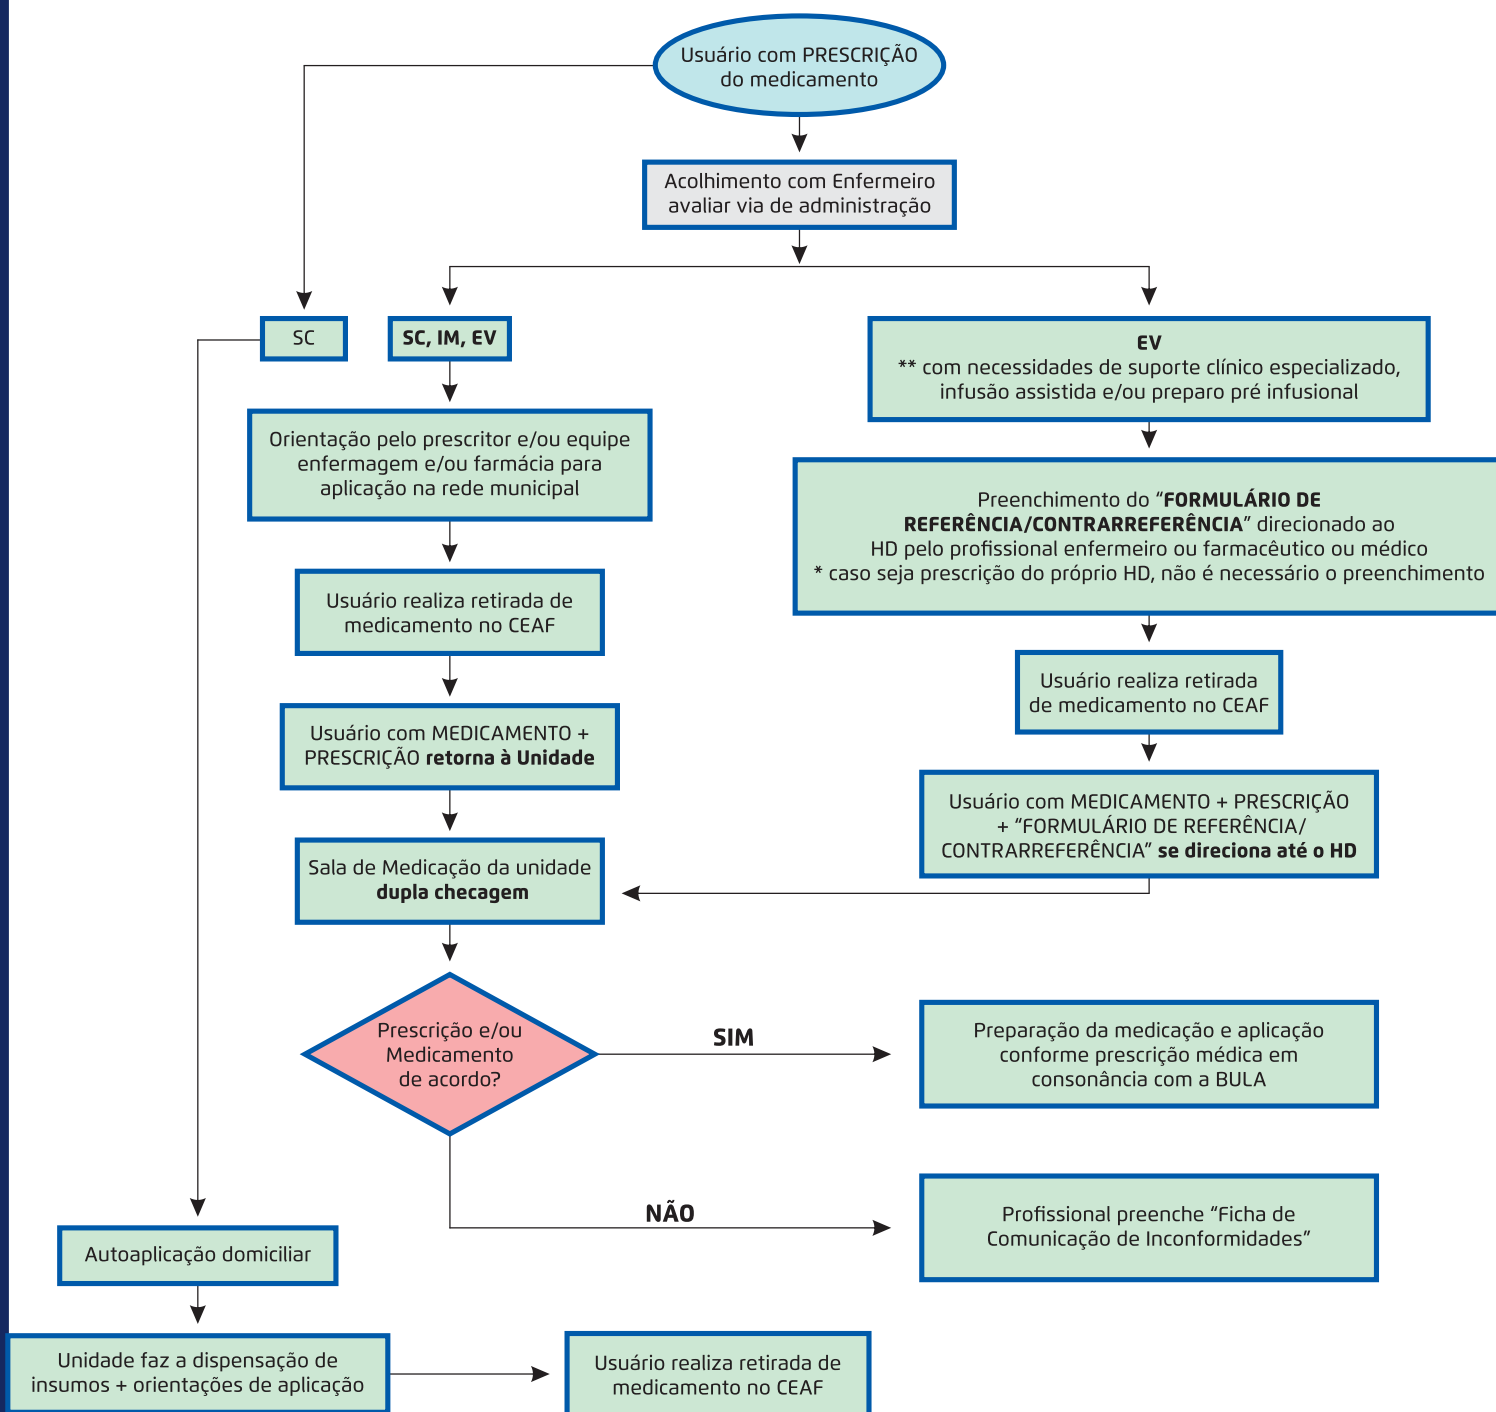 Usuário com PRESCRIÇÃO
do medicamento
Acolhimento com Enfermeiro
avaliar via de administração
SC
SC, IM, EV
EV
** com necessidades de suporte clínico especializado,
infusão assistida e/ou preparo pré infusional
Orientação pelo prescritor e/ou equipe
enfermagem e/ou farmácia para
aplicação na rede municipal
Preenchimento do “FORMULÁRIO DE
REFERÊNCIA/CONTRARREFERÊNCIA” direcionado ao
HD pelo profissional enfermeiro ou farmacêutico ou médico
* caso seja prescrição do próprio HD, não é necessário o preenchimento
Usuário realiza retirada de
medicamento no CEAF
Usuário realiza retirada
de medicamento no CEAF
Usuário com MEDICAMENTO +
PRESCRIÇÃO retorna à Unidade
Usuário com MEDICAMENTO + PRESCRIÇÃO
+ “FORMULÁRIO DE REFERÊNCIA/
CONTRARREFERÊNCIA” se direciona até o HD
Sala de Medicação da unidade
dupla checagem
Prescrição e/ou
Medicamento
de acordo?
SIM
Preparação da medicação e aplicação
conforme prescrição médica em
consonância com a BULA
NÃO
Profissional preenche “Ficha de
Comunicação de Inconformidades”
Autoaplicação domiciliar
Unidade faz a dispensação de
insumos + orientações de aplicação
Usuário realiza retirada de
medicamento no CEAF